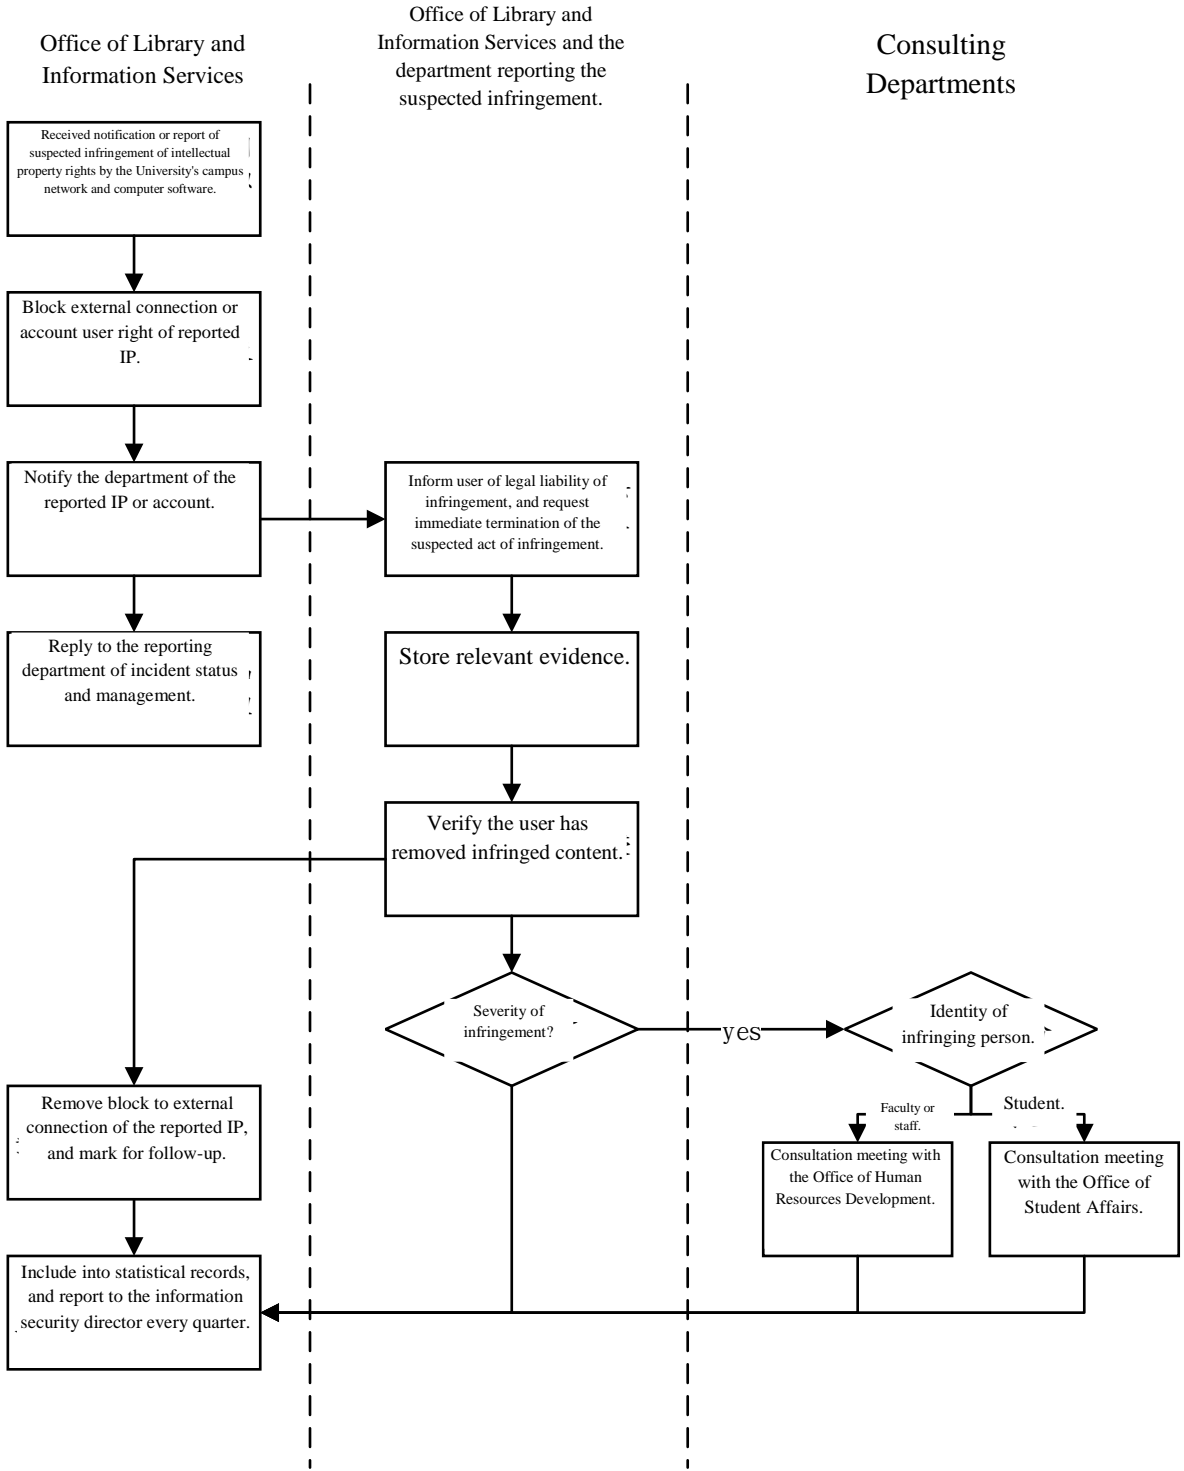 Office of Library and
Information Services
Office of Library and
Information Services and the
department reporting the
suspected infringement.
Consulting
Departments
Received notification or report of
suspected infringement of intellectual
property rights by the University's campus
network and computer software.
Block external connection or
account user right of reported
IP.
Notify the department of the
reported IP or account.
Inform user of legal liability of
infringement, and request
immediate termination of the
suspected act of infringement.
Reply to the reporting
department of incident status
and management.
Store relevant evidence.
Verify the user has
removed infringed content.
Severity of
infringement?
yes
Identity of
infringing person.
Faculty or
staff.
Student.
Remove block to external
connection of the reported IP,
and mark for follow-up.
Consultation meeting with
the Office of Human
Resources Development.
Consultation meeting
with the Office of
Student Affairs.
Include into statistical records,
and report to the information
security director every quarter.